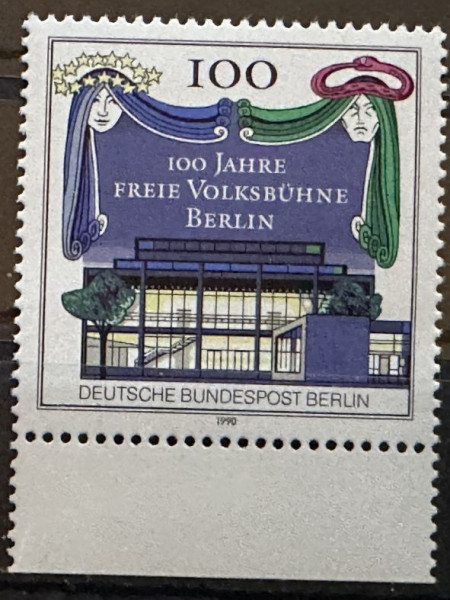 100
100 JAHRE
FREIE VOLKSBÜHNE
BERLIN
DEUTSCHE BUNDESPOST BERLIN
1990